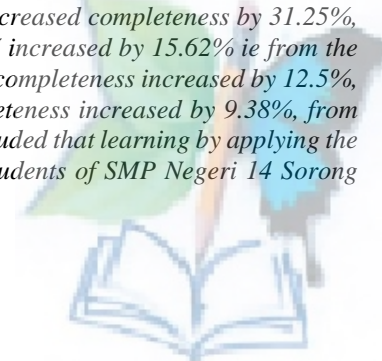 creased completeness by 31.25%,
increased by 15.62% ie from the
completeness increased by 12.5%,
eteness increased by 9.38%, from
uded that learning by applying the
udents of SMP Negeri 14 Sorong